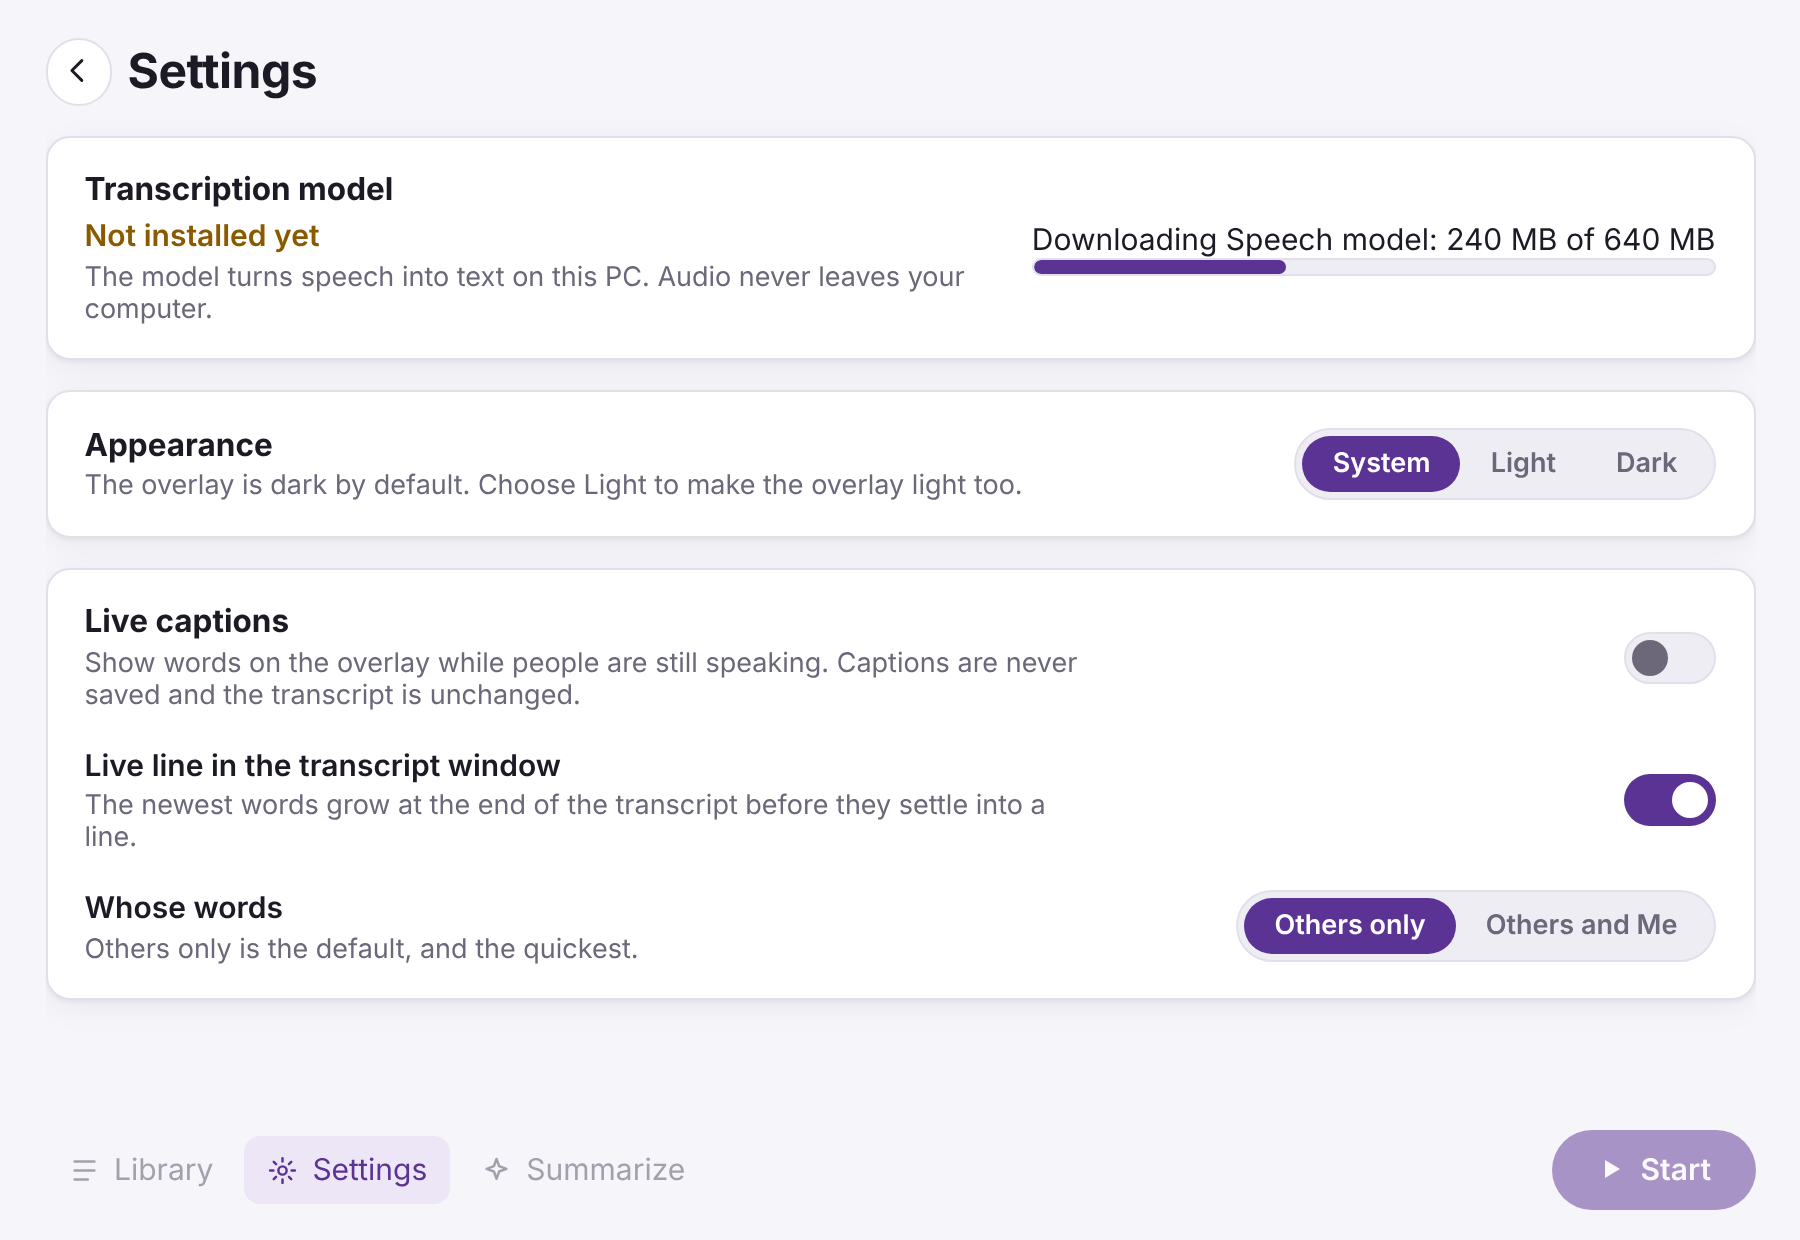 Settings
Transcription model
Not installed yet
The model turns speech into text on this PC. Audio never leaves your
computer.
Downloading Speech model: 240 MB of 640 MB
Appearance
The overlay is dark by default. Choose Light to make the overlay light too.
System Light Dark
Live captions
Show words on the overlay while people are still speaking. Captions are never
saved and the transcript is unchanged.
Live line in the transcript window
The newest words grow at the end of the transcript before they settle into a
line.
Whose words
Others only is the default, and the quickest.
Others only Others and Me
Library Settings Summarize Start